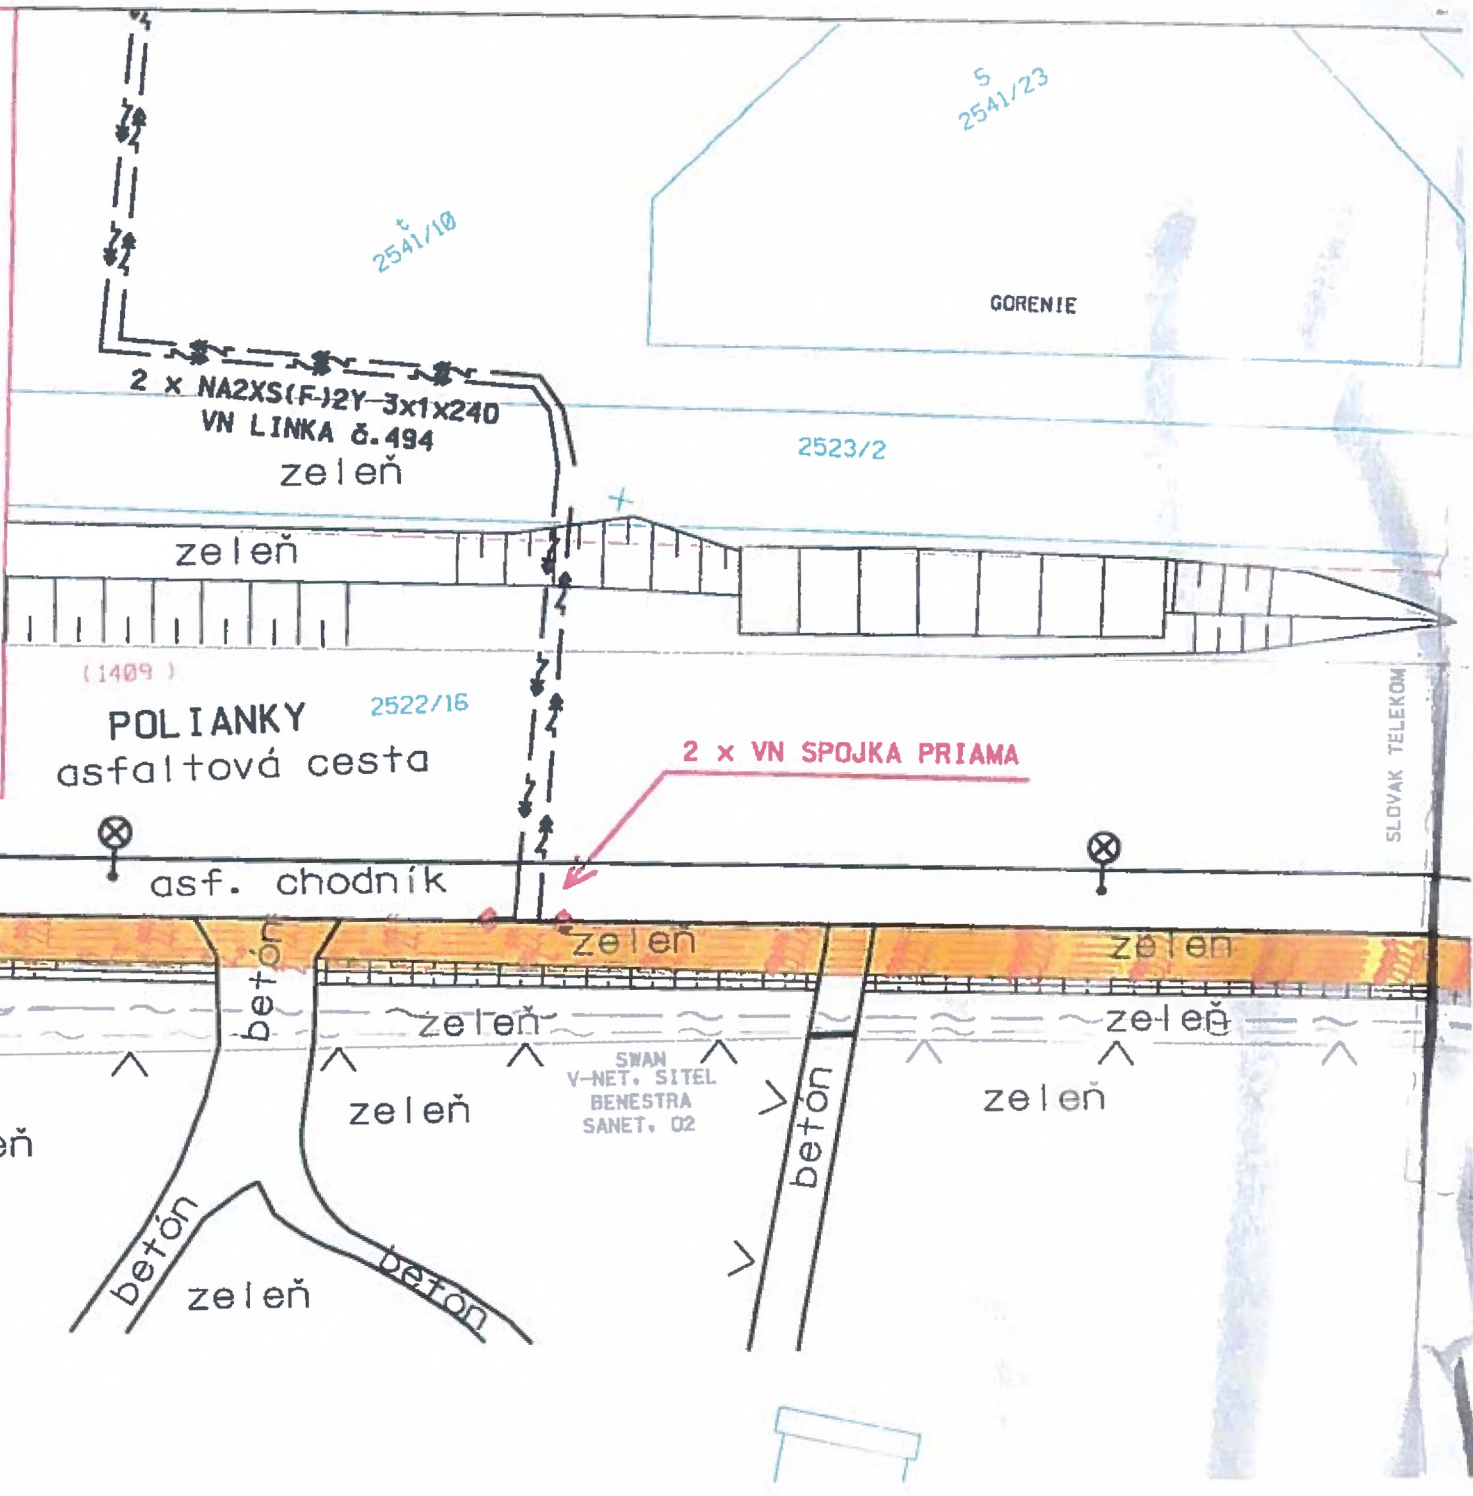 S
2541/23
t
2541/10
GORENIE
2 x NA2XS(F)2Y 3x1x240
VN LINKA č.494
zeleň
2523/2
zeleň
(1409)
POLIANKY
2522/16
asfaltová cesta
2 x VN SPOJKA PRIAMA
SLOVAK TELEKOM
asf. chodník
zeleň
zeleň
betón
zeleň
zeleň
SWAN
V-NET. SITEL
BENESTRA
SANET. O2
zeleň
zeleň
betón
eň
betón
betón
zeleň